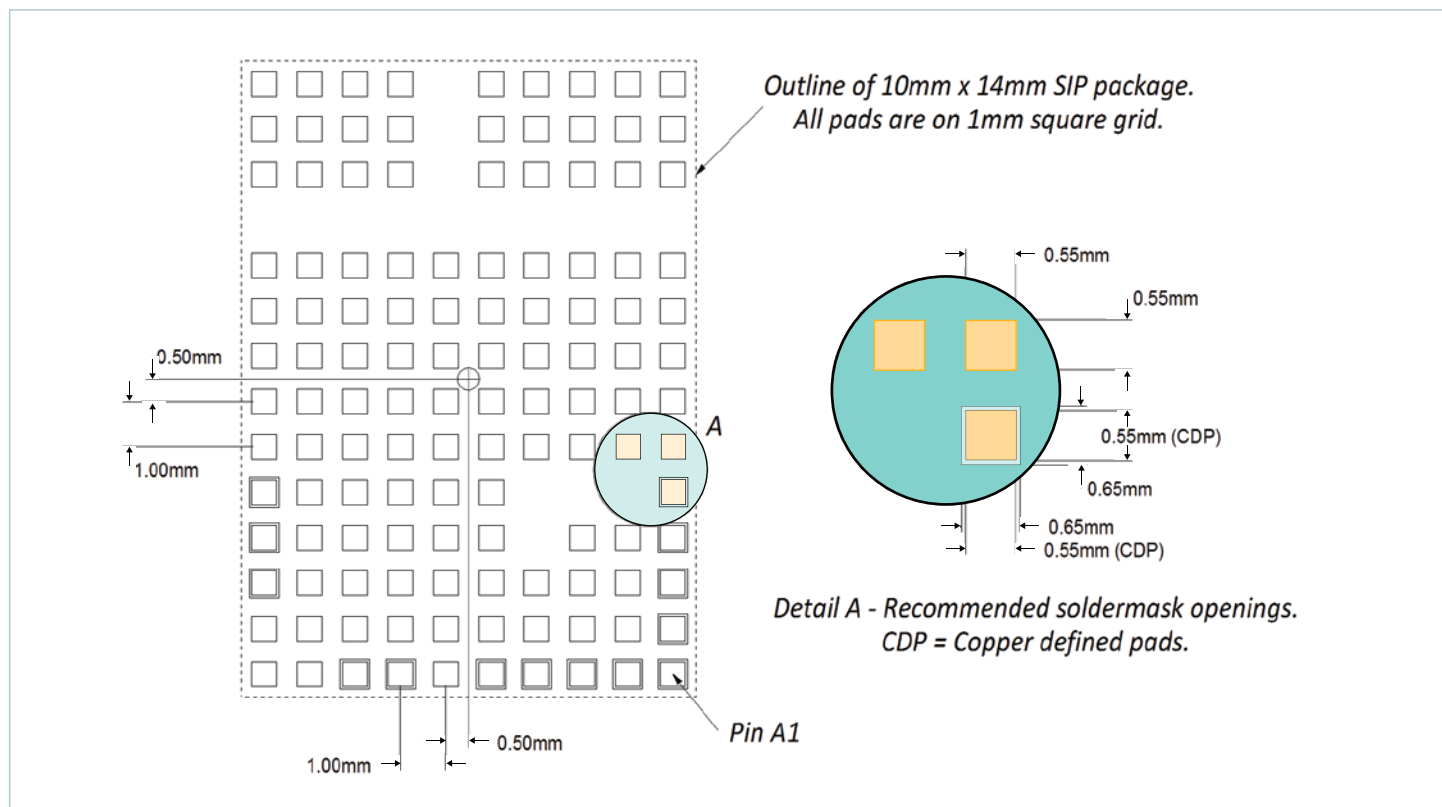 Outline of 10mm x 14mm SIP package.
All pads are on 1mm square grid.
0.55mm
0.55mm
0.50mm
A
0.55mm (CDP)
1.00mm
0.65mm
0.65mm
0.55mm (CDP)
Detail A - Recommended soldermask openings.
CDP = Copper defined pads.
Pin A1
0.50mm
1.00mm